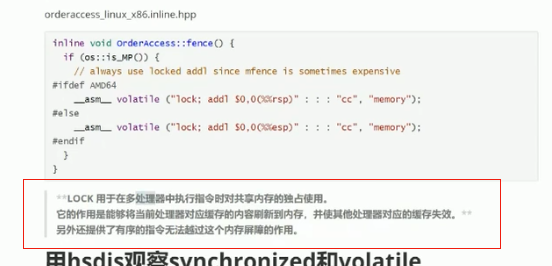 orderaccess_linux_x86.inline.hpp
inline void OrderAccess::fence() {
if (os::is_MP()) {
// always use locked addl since mfence is sometimes expensive
#ifdef AMD64
__asm__ volatile ("lock; addl $0,0(%%rsp)" : : : "cc", "memory");
#else
__asm__ volatile ("lock; addl $0,0(%%esp)" : : : "cc", "memory");
#endif
}
}
**LOCK 用于在多处理器中执行指令时对共享内存的独占使用。
它的作用是能够将当前处理器对应缓存的内容刷新到内存，并使其他处理器对应的缓存失效。**
另外还提供了有序的指令无法越过这个内存屏障的作用。
用hsdis观察synchronized和volatile